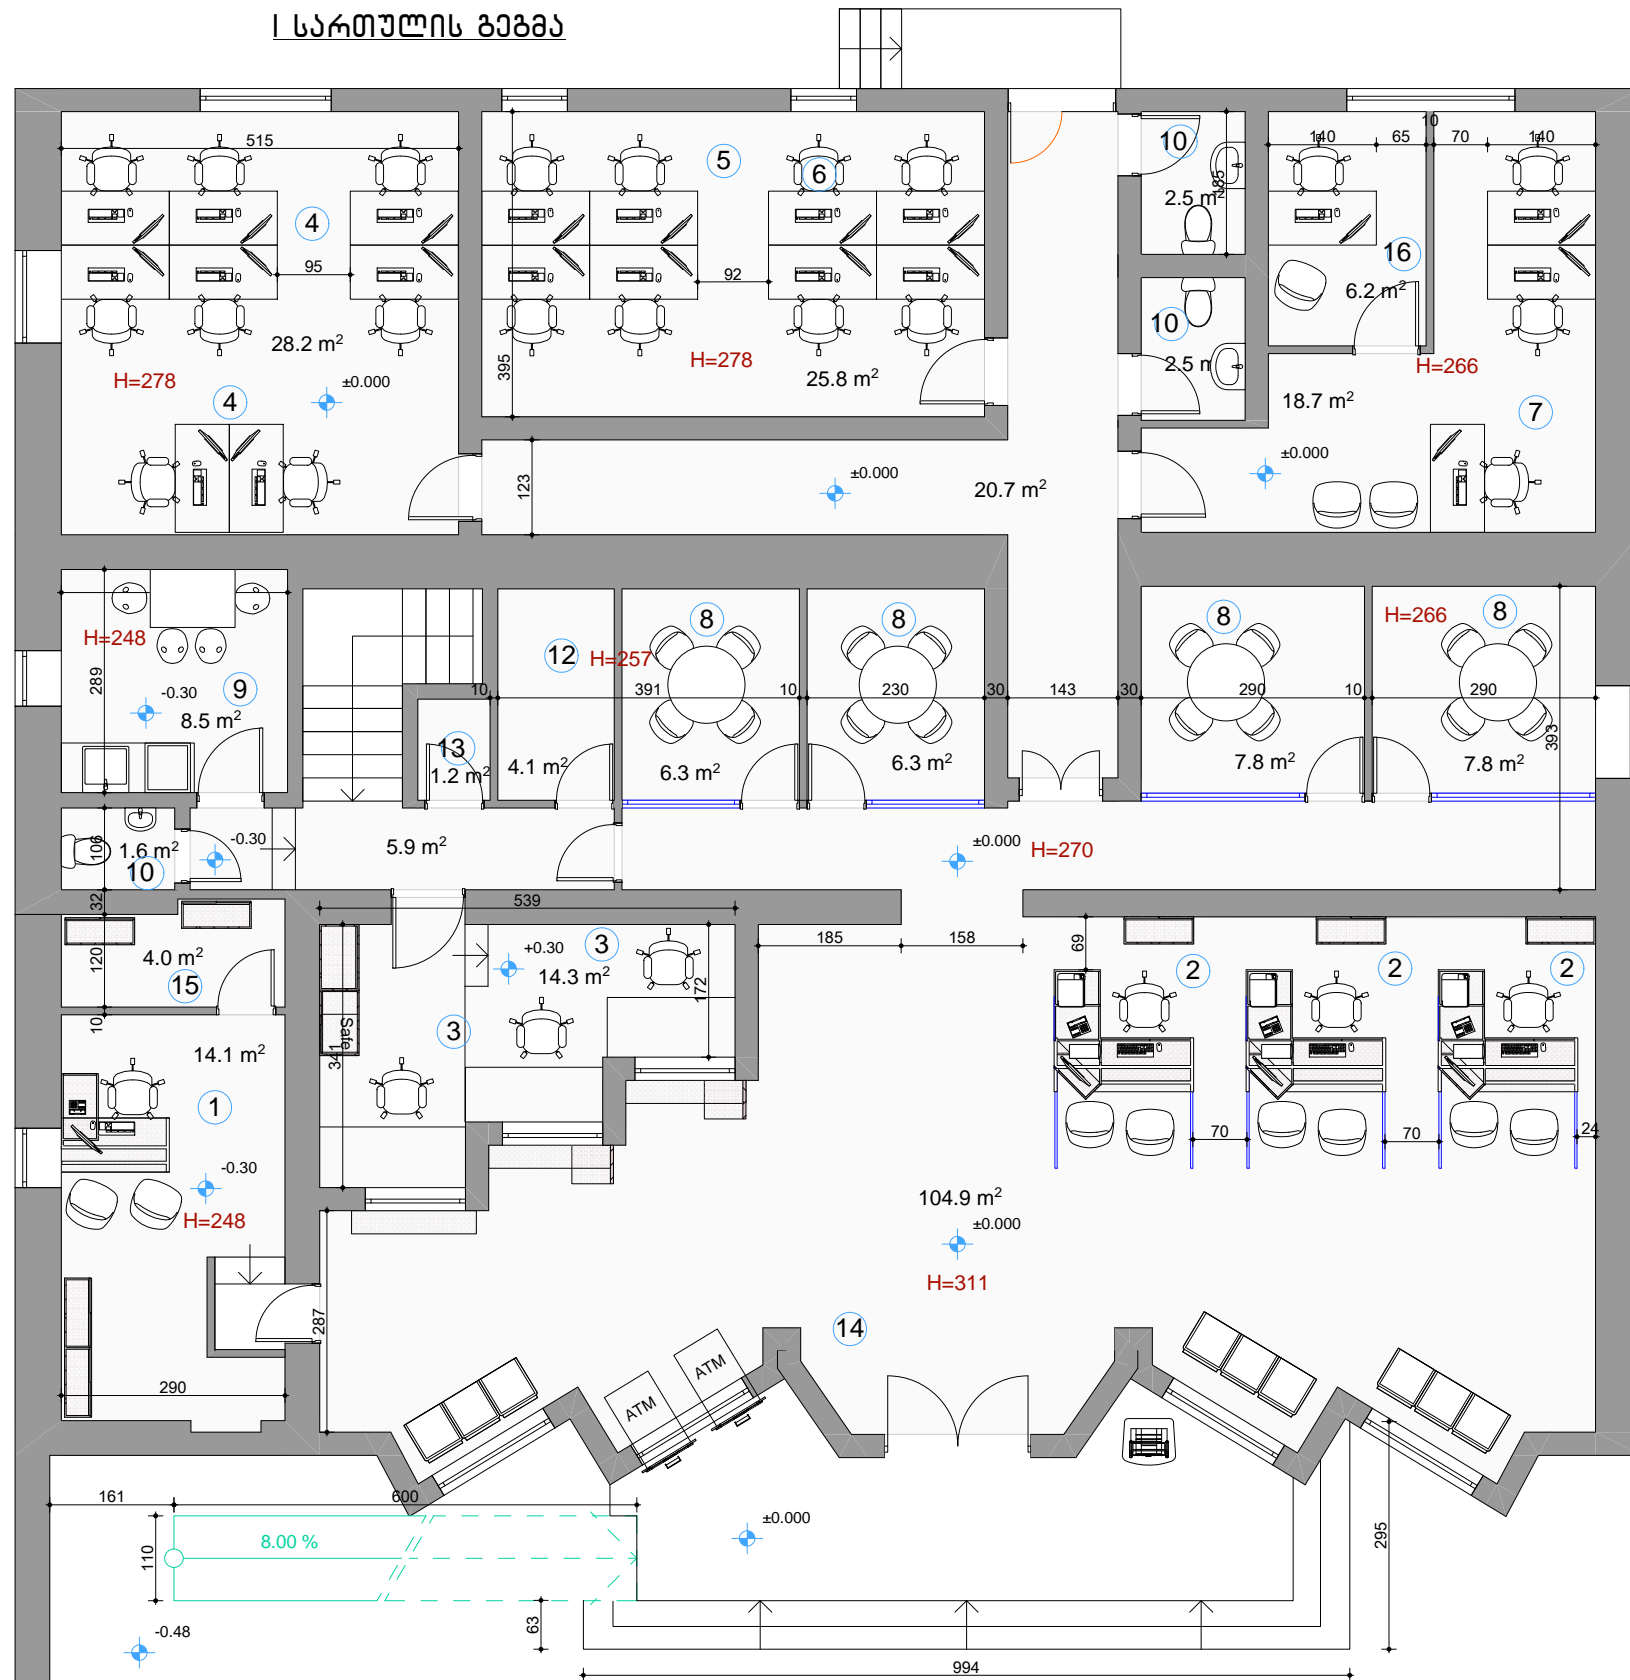 I ᲡᲐᲠᲗᲣᲚᲘᲡ ᲒᲔᲒᲛᲐ
515
4
95
28.2 m²
H=278
±0.000
4
5
6
92
395
H=278
25.8 m²
123
±0.000
20.7 m²
10
185
2.5 m²
10
2.5 m
140
65
10
70
140
16
6.2 m²
H=266
18.7 m²
7
±0.000
H=248
289
-0.30
9
8.5 m²
12
H=257
8
8
8
H=266
8
10
391
10
230
30
143
30
290
10
290
393
13
1.2 m²
4.1 m²
6.3 m²
6.3 m²
7.8 m²
7.8 m²
106
1.6 m²
10
-0.30
5.9 m²
±0.000
H=270
32
539
120
4.0 m²
15
10
+0.30
3
14.3 m²
172
3
Safe
341
185
158
69
2
2
2
14.1 m²
1
-0.30
H=248
70
70
24
104.9 m²
±0.000
H=311
287
14
290
ATM
ATM
161
600
8.00 %
110
±0.000
295
63
-0.48
994